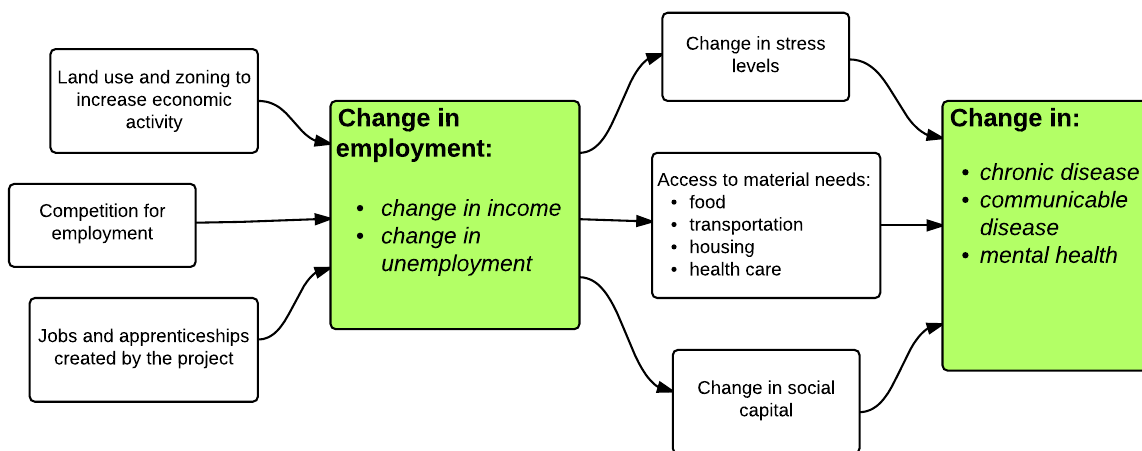 Land use and zoning to
increase economic
activity
Competition for
employment
Jobs and apprenticeships
created by the project
Change in
employment:
• change in income
• change in
unemployment
Change in stress
levels
Access to material needs:
• food
• transportation
• housing
• health care
Change in social
capital
Change in:
• chronic disease
• communicable
disease
• mental health